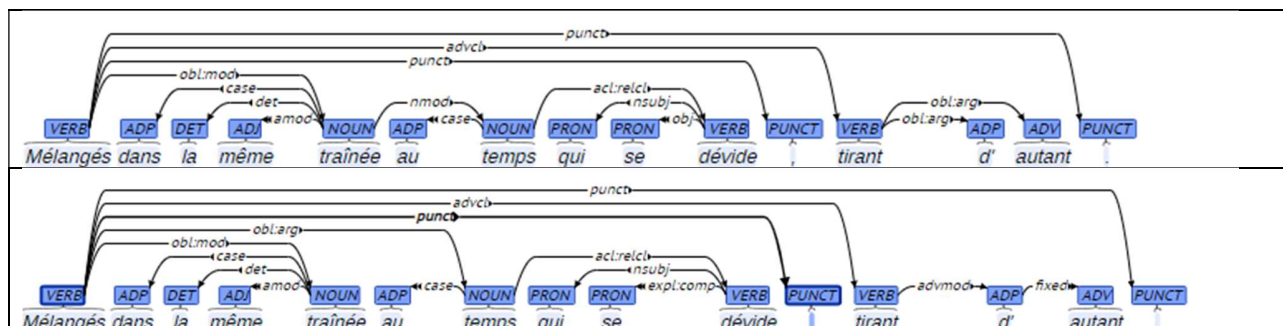 punct
advcl
punct
obl:mod
case acl:relcl
det nmod nsubj obl:arg
amod case obj obl:arg
VERB ADP DET ADJ NOUN ADP NOUN PRON PRON VERB PUNCT VERB ADP ADV PUNCT
Mélangés dans la même traînée au temps qui se dévide , tirant d' autant .
punct
advcl
punct
obl:arg
obl:mod
case acl:relcl
det nsubj
amod case expl:comp advmod fixed
VERB ADP DET ADJ NOUN ADP NOUN PRON PRON VERB PUNCT VERB ADP ADV PUNCT
Mélangés dans la même traînée au temps qui se dévide tirant d' autant